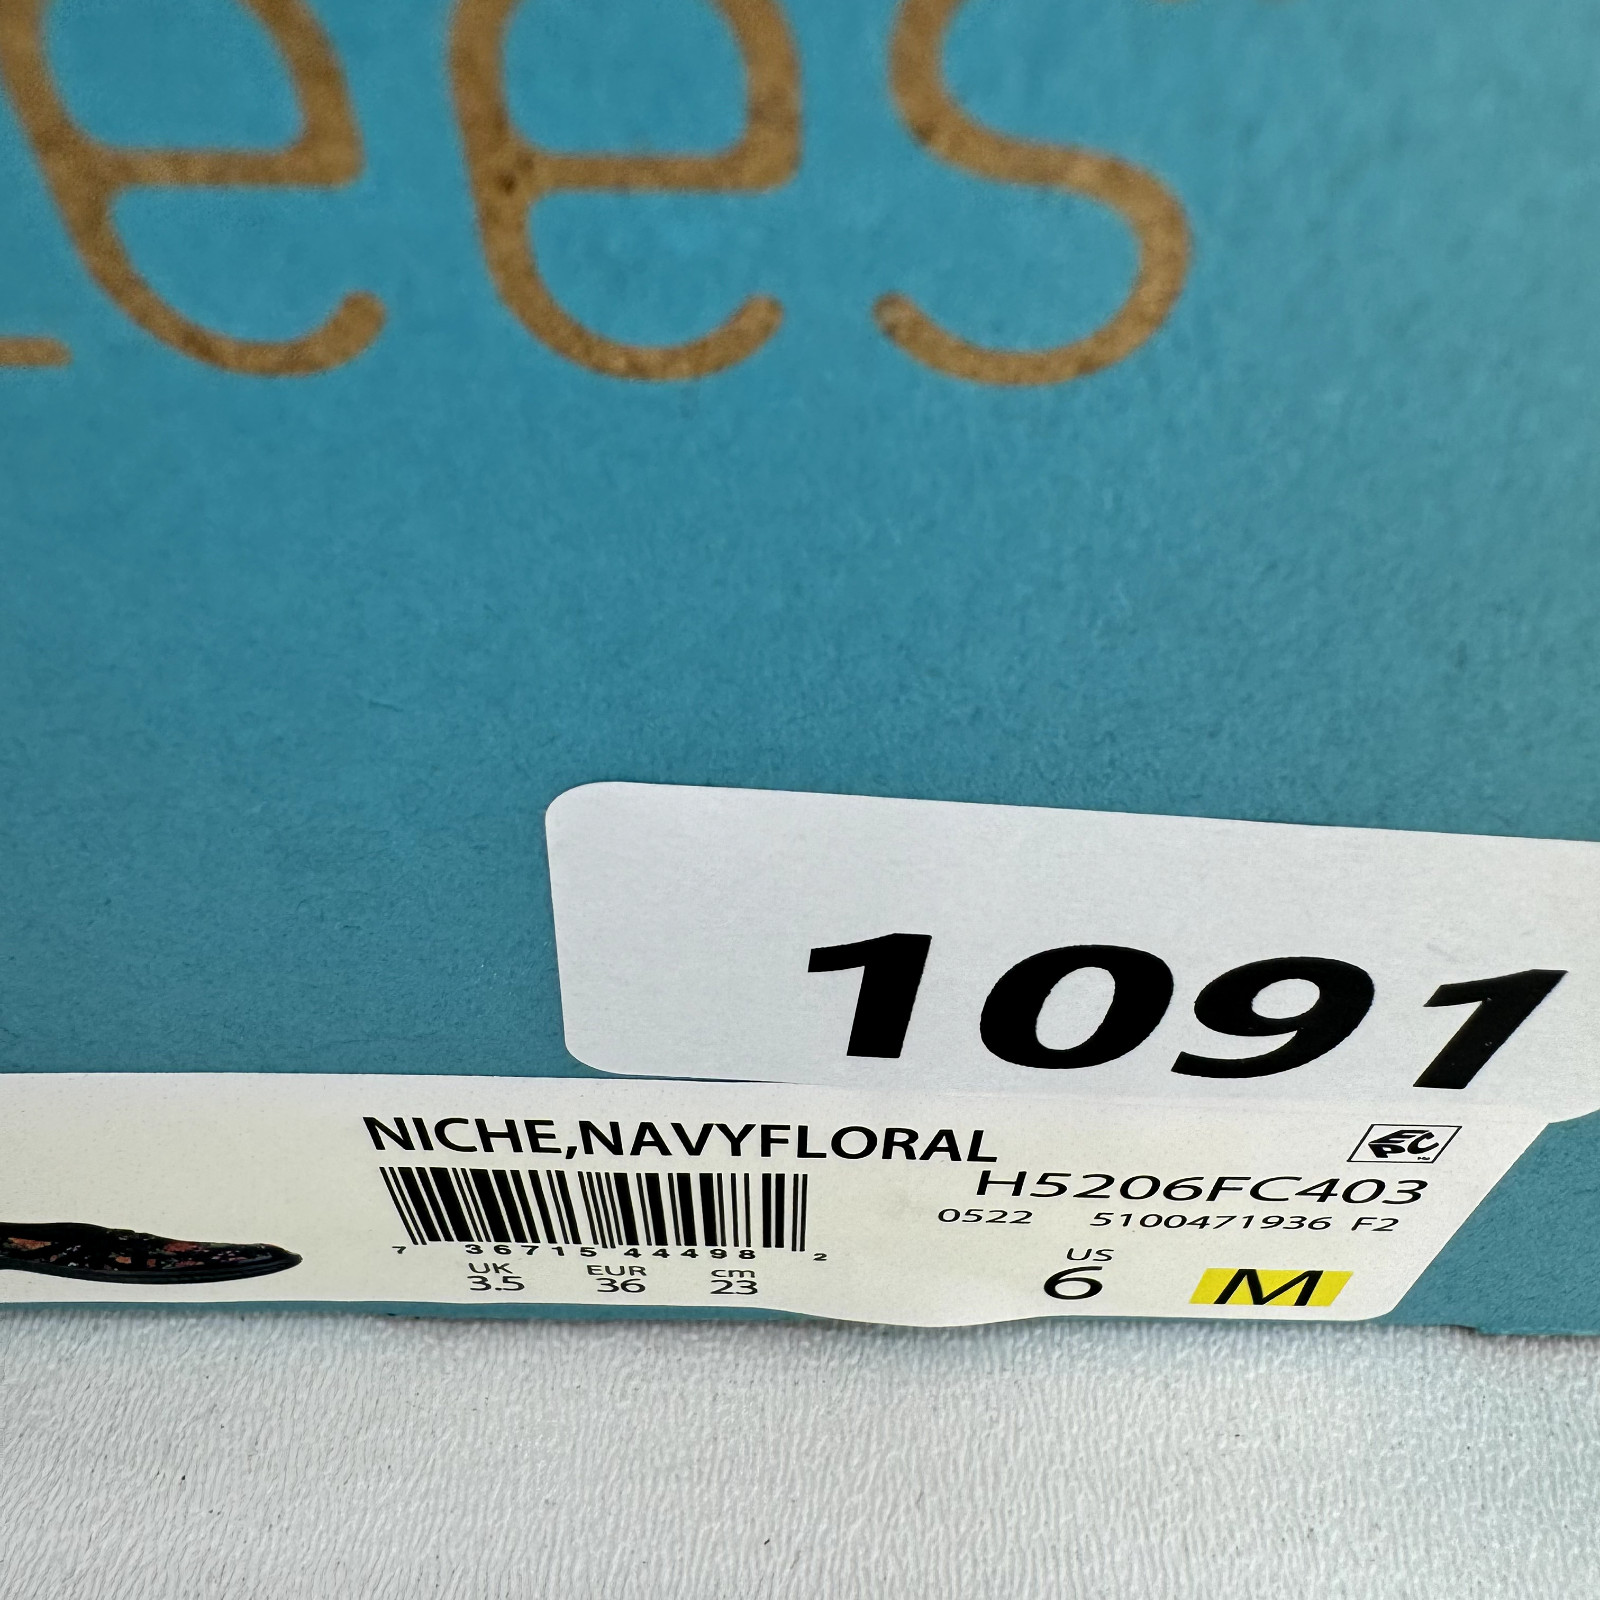 ees
1091
NICHE,NAVYFLORAL
H5206FC403
0522 5100471936 F2
7 36715 44498 2
UK EUR cm US
3.5 36 23 6 M